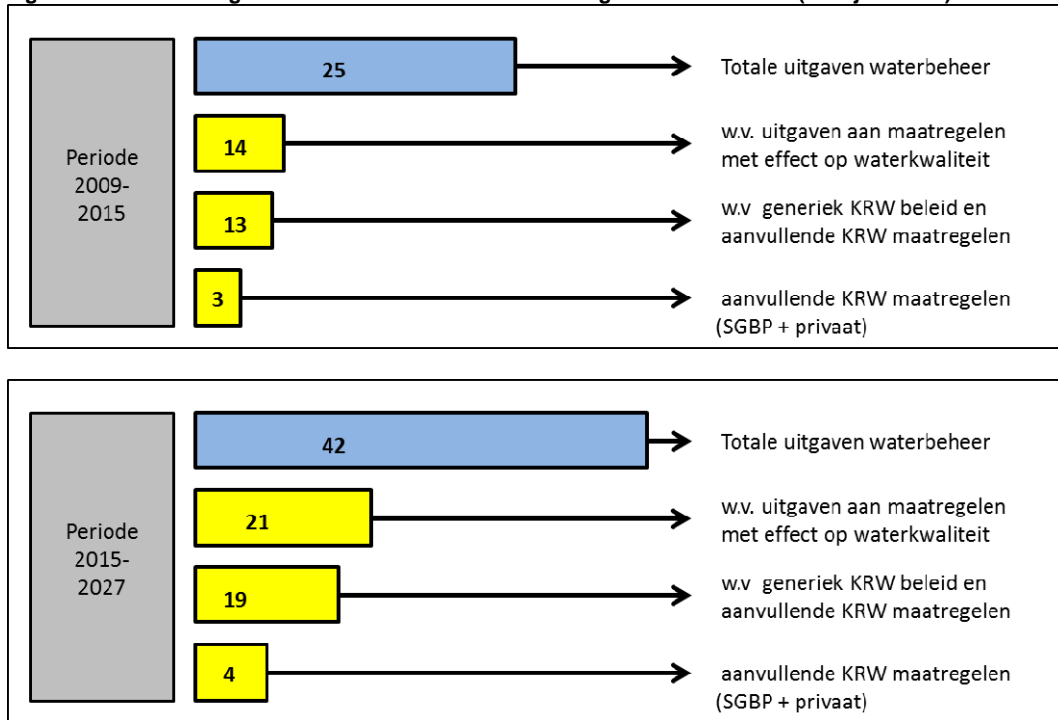 25
Totale uitgaven waterbeheer
Periode
2009-
2015
14
w.v. uitgaven aan maatregelen
met effect op waterkwaliteit
13
w.v generiek KRW beleid en
aanvullende KRW maatregelen
3
aanvullende KRW maatregelen
(SGBP + privaat)
42
Totale uitgaven waterbeheer
Periode
2015-
2027
21
w.v. uitgaven aan maatregelen
met effect op waterkwaliteit
19
w.v generiek KRW beleid en
aanvullende KRW maatregelen
4
aanvullende KRW maatregelen
(SGBP + privaat)